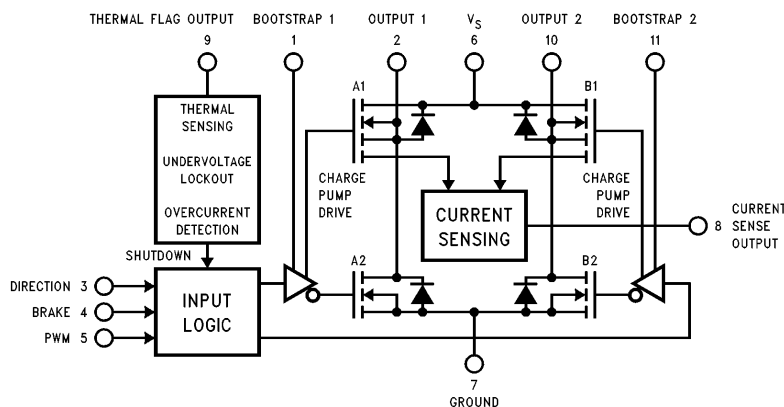 THERMAL FLAG OUTPUT
9
BOOTSTRAP 1
1
OUTPUT 1
2
VS
6
OUTPUT 2
10
BOOTSTRAP 2
11
THERMAL
SENSING
UNDERVOLTAGE
LOCKOUT
OVERCURRENT
DETECTION
SHUTDOWN
A1
B1
CHARGE
PUMP
DRIVE
CURRENT
SENSING
CHARGE
PUMP
DRIVE
8 CURRENT
SENSE
OUTPUT
DIRECTION 3
BRAKE 4
PWM 5
INPUT
LOGIC
A2
B2
7
GROUND